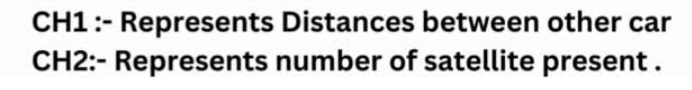 CH1 :- Represents Distances between other car
CH2:- Represents number of satellite present .